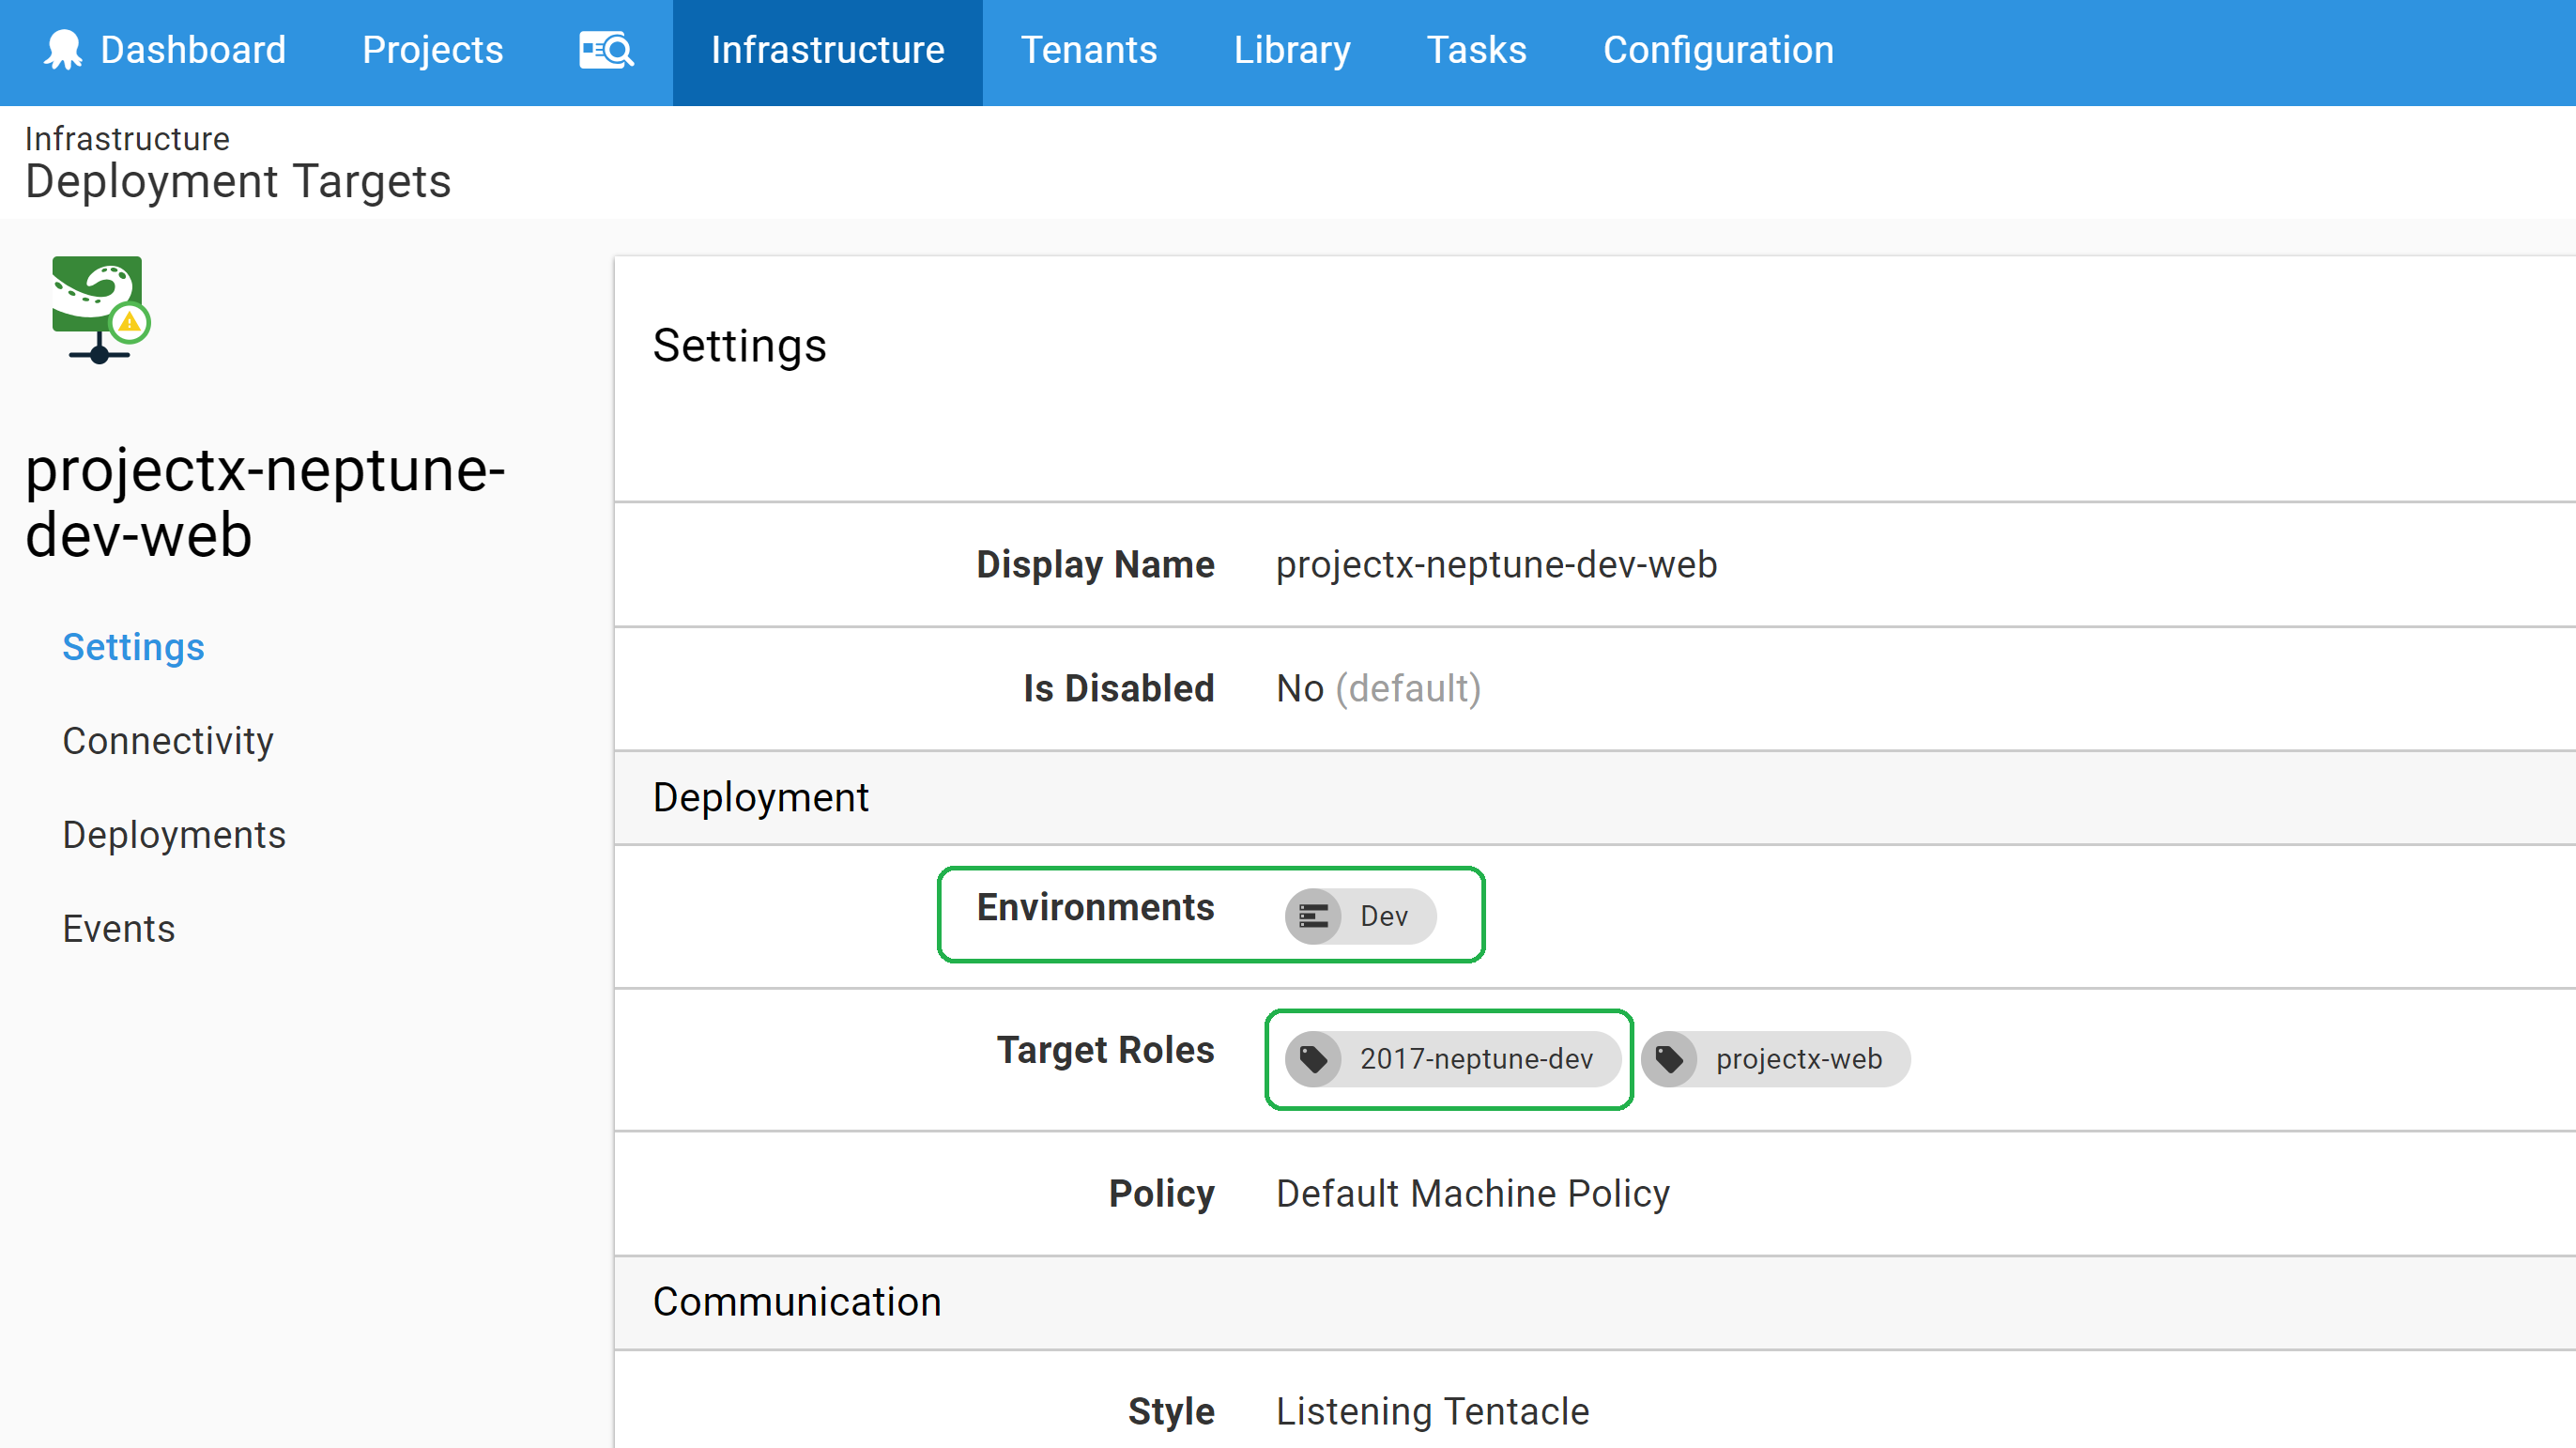 Dashboard Projects Infrastructure Tenants Library Tasks Configuration
Infrastructure
Deployment Targets
projectx-neptune-
dev-web
Settings
Connectivity
Deployments
Events
Settings
Display Name projectx-neptune-dev-web
Is Disabled No (default)
Deployment
Environments Dev
Target Roles 2017-neptune-dev projectx-web
Policy Default Machine Policy
Communication
Style Listening Tentacle